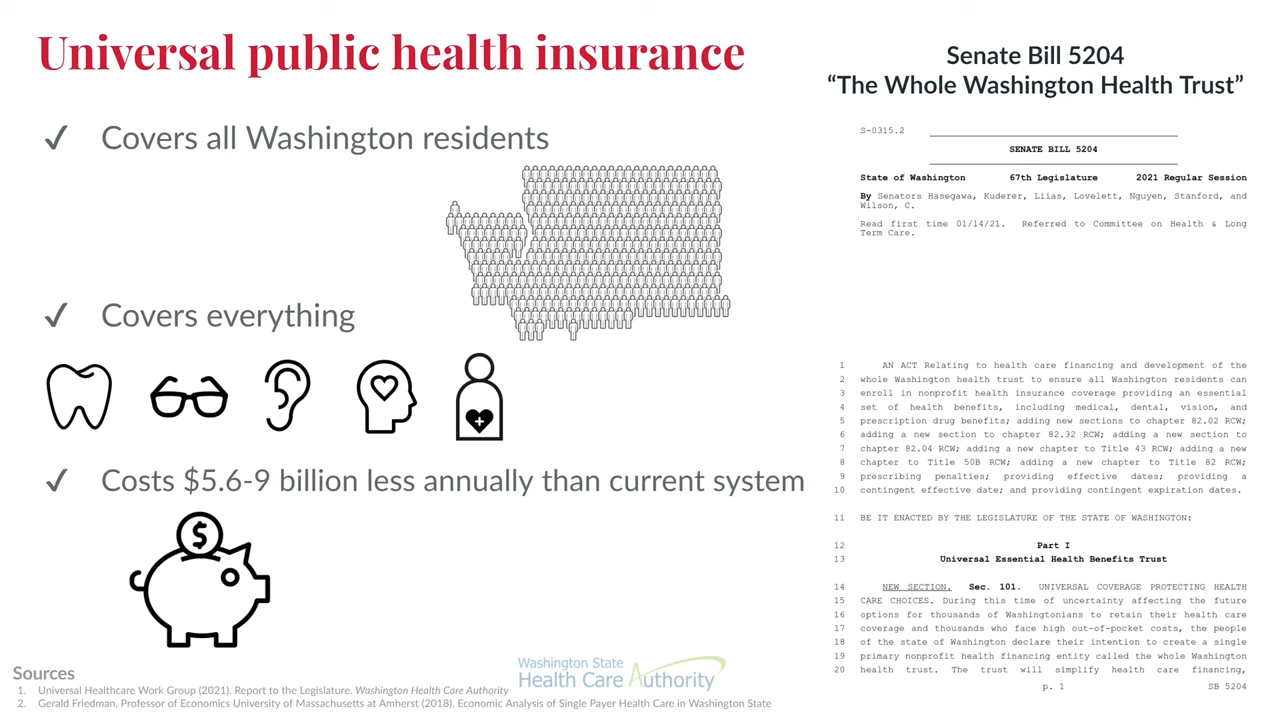 Universal public health insurance
✓ Covers all Washington residents
✓ Covers everything
✓ Costs $5.6-9 billion less annually than current system
$
Sources
1. Universal Healthcare Work Group (2021). Report to the Legislature. Washington Health Care Authority
2. Gerald Friedman, Professor of Economics University of Massachusetts at Amherst (2018). Economic Analysis of Single Payer Health Care in Washington State
Washington State
Health Care Authority
Senate Bill 5204
“The Whole Washington Health Trust”
S-0315.2
SENATE BILL 5204
State of Washington 67th Legislature 2021 Regular Session
By Senators Hasegawa, Kuderer, Liias, Lovelett, Nguyen, Stanford, and
Wilson, C.
Read first time 01/14/21. Referred to Committee on Health & Long
Term Care.
1 AN ACT Relating to health care financing and development of the
2 whole Washington health trust to ensure all Washington residents can
3 enroll in nonprofit health insurance coverage providing an essential
4 set of health benefits, including medical, dental, vision, and
5 prescription drug benefits; adding new sections to chapter 82.02 RCW;
6 adding a new section to chapter 82.32 RCW; adding a new section to
7 chapter 82.04 RCW; adding a new chapter to Title 43 RCW; adding a new
8 chapter to Title 50B RCW; adding a new chapter to Title 82 RCW;
9 prescribing penalties; providing effective dates; providing a
10 contingent effective date; and providing contingent expiration dates.
11 BE IT ENACTED BY THE LEGISLATURE OF THE STATE OF WASHINGTON:
12 Part I
13 Universal Essential Health Benefits Trust
14 NEW SECTION. Sec. 101. UNIVERSAL COVERAGE PROTECTING HEALTH
15 CARE CHOICES. During this time of uncertainty affecting the future
16 options for thousands of Washingtonians to retain their health care
17 coverage and thousands who face high out-of-pocket costs, the people
18 of the state of Washington declare their intention to create a single
19 primary nonprofit health financing entity called the whole Washington
20 health trust. The trust will simplify health care financing,
p. 1 SB 5204